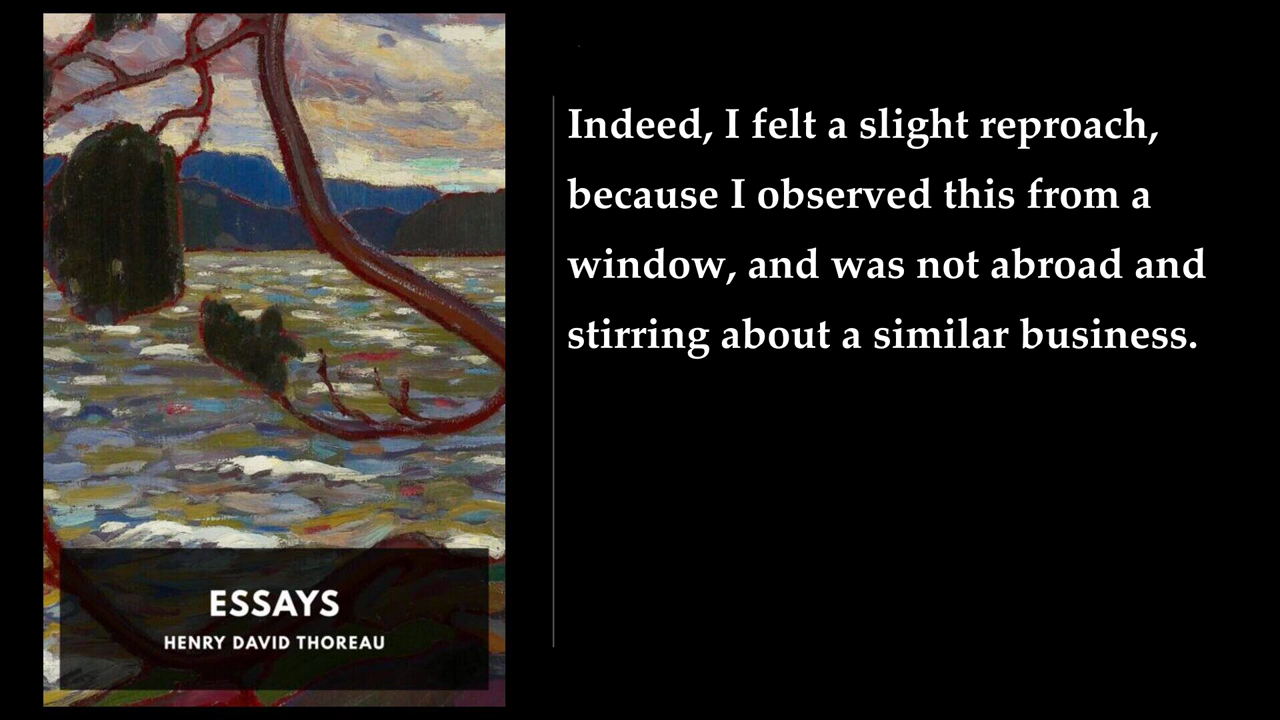 Indeed, I felt a slight reproach,
because I observed this from a
window, and was not abroad and
stirring about a similar business.
ESSAYS
HENRY DAVID THOREAU